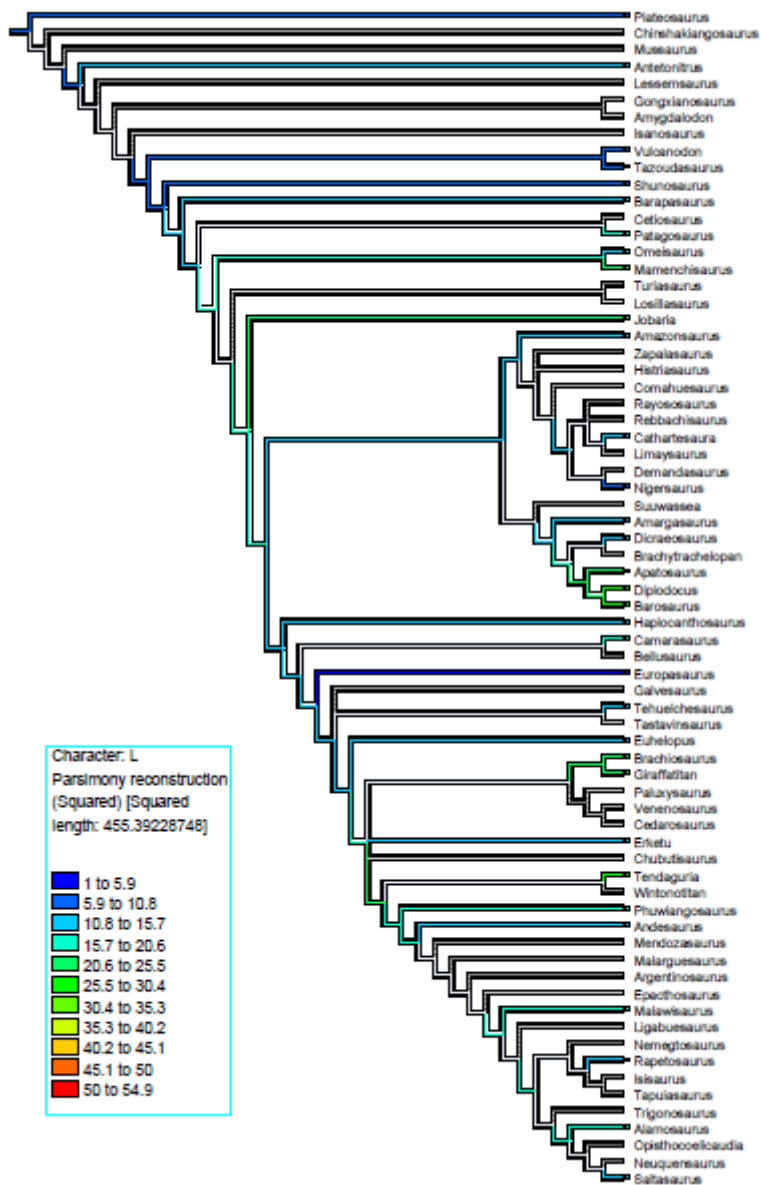 Plateosaurus
Chinshakiangosaurus
Mussaurus
Antetonitrus
Lessemsaurus
Gongxianosaurus
Amygdalodon
Isanosaurus
Vulcanodon
Tazoudasaurus
Shunosaurus
Barapasaurus
Cetiosaurus
Patagosaurus
Omeisaurus
Mamenchisaurus
Turiasaurus
Losillasaurus
Jobaria
Amazonsaurus
Zapalasaurus
Histriasaurus
Comahuesaurus
Rayososaurus
Rebbachisaurus
Cathartesaura
Limaysaurus
Demandasaurus
Nigersaurus
Suuwassea
Amargasaurus
Dicraeosaurus
Brachytrachelopan
Apatosaurus
Diplodocus
Barosaurus
Haplocanthosaurus
Camarasaurus
Bellusaurus
Europasaurus
Galvesaurus
Tehuelchesaurus
Tastavinsaurus
Euhelopus
Brachiosaurus
Giraffatitan
Paluxysaurus
Venenosaurus
Cedarosaurus
Erketu
Chubutisaurus
Tendaguria
Wintonotitan
Phuwiangosaurus
Andesaurus
Mendozasaurus
Malarguesaurus
Argentinosaurus
Epachthosaurus
Malawisaurus
Ligabuesaurus
Nemegtosaurus
Rapetosaurus
Isisaurus
Tapuiasaurus
Trigonosaurus
Alamosaurus
Opisthocoelicaudia
Neuquensaurus
Saltasaurus
Character: L
Parsimony reconstruction
(Squared) [Squared
length: 455.39228748]
1 to 5.9
5.9 to 10.8
10.8 to 15.7
15.7 to 20.6
20.6 to 25.5
25.5 to 30.4
30.4 to 35.3
35.3 to 40.2
40.2 to 45.1
45.1 to 50
50 to 54.9